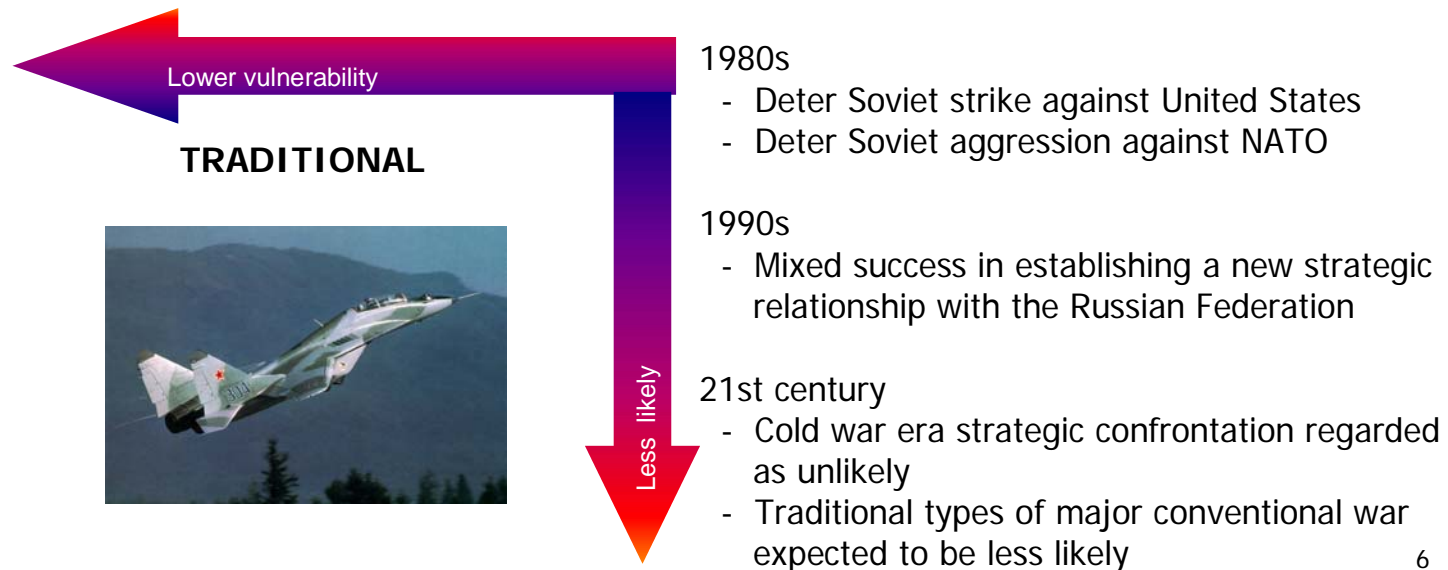 Lower vulnerability
TRADITIONAL
304
Less likely
1980s
- Deter Soviet strike against United States
- Deter Soviet aggression against NATO
1990s
- Mixed success in establishing a new strategic
relationship with the Russian Federation
21st century
- Cold war era strategic confrontation regarded
as unlikely
- Traditional types of major conventional war
expected to be less likely
6